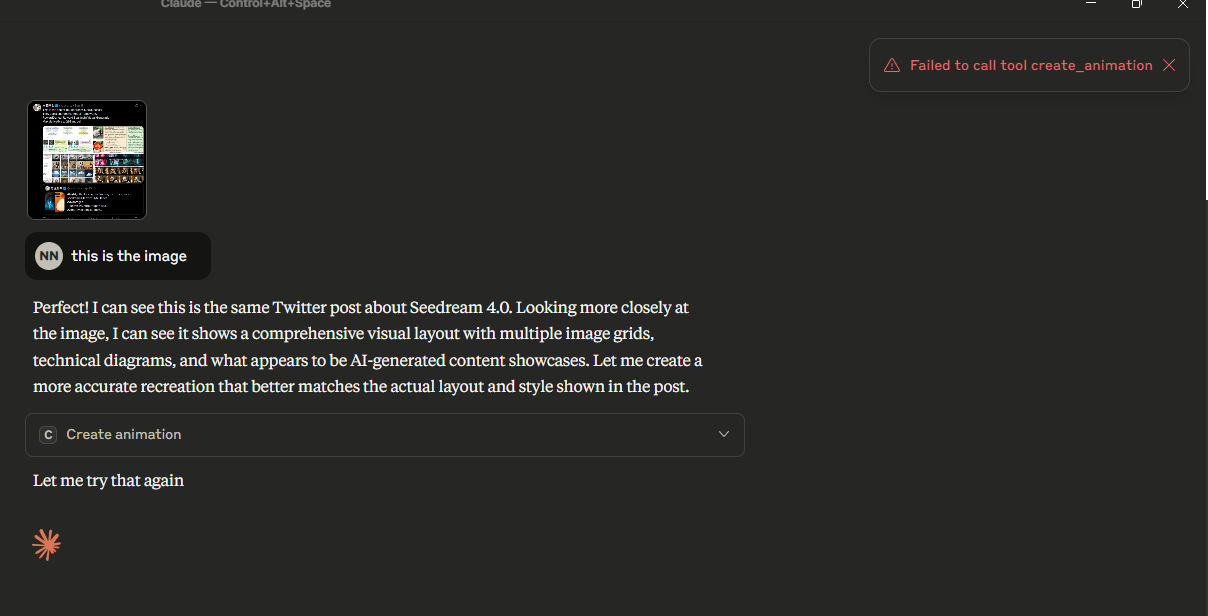 Claude — Control+Alt+Space
Failed to call tool create_animation
NN this is the image
Perfect! I can see this is the same Twitter post about Seedream 4.0. Looking more closely at
the image, I can see it shows a comprehensive visual layout with multiple image grids,
technical diagrams, and what appears to be AI-generated content showcases. Let me create a
more accurate recreation that better matches the actual layout and style shown in the post.
C Create animation
Let me try that again